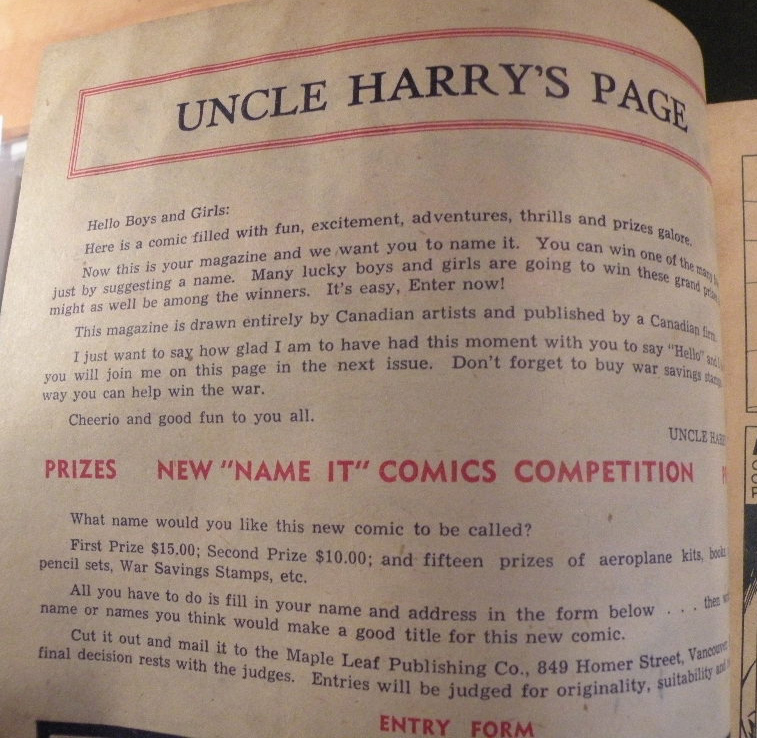 UNCLE HARRY'S PAGE
Hello Boys and Girls:
Here is a comic filled with fun, excitement, adventures, thrills and prizes galore.
Now this is your magazine and we want you to name it. You can win one of the many
just by suggesting a name. Many lucky boys and girls are going to win these grand
might as well be among the winners. It's easy, Enter now!
This magazine is drawn entirely by Canadian artists and published by a Canadian firm.
I just want to say how glad I am to have had this moment with you to say "Hello" and
you will join me on this page in the next issue. Don't forget to buy war savings
way you can help win the war.
Cheerio and good fun to you all.
UNCLE
PRIZES NEW "NAME IT" COMICS COMPETITION
What name would you like this new comic to be called?
First Prize $15.00; Second Prize $10.00; and fifteen prizes of aeroplane kits, books
pencil sets, War Savings Stamps, etc.
All you have to do is fill in your name and address in the form below . . . then
name or names you think would make a good title for this new comic.
Cut it out and mail it to the Maple Leaf Publishing Co., 849 Homer Street, Vancouver
final decision rests with the judges. Entries will be judged for originality, suitability and
ENTRY FORM